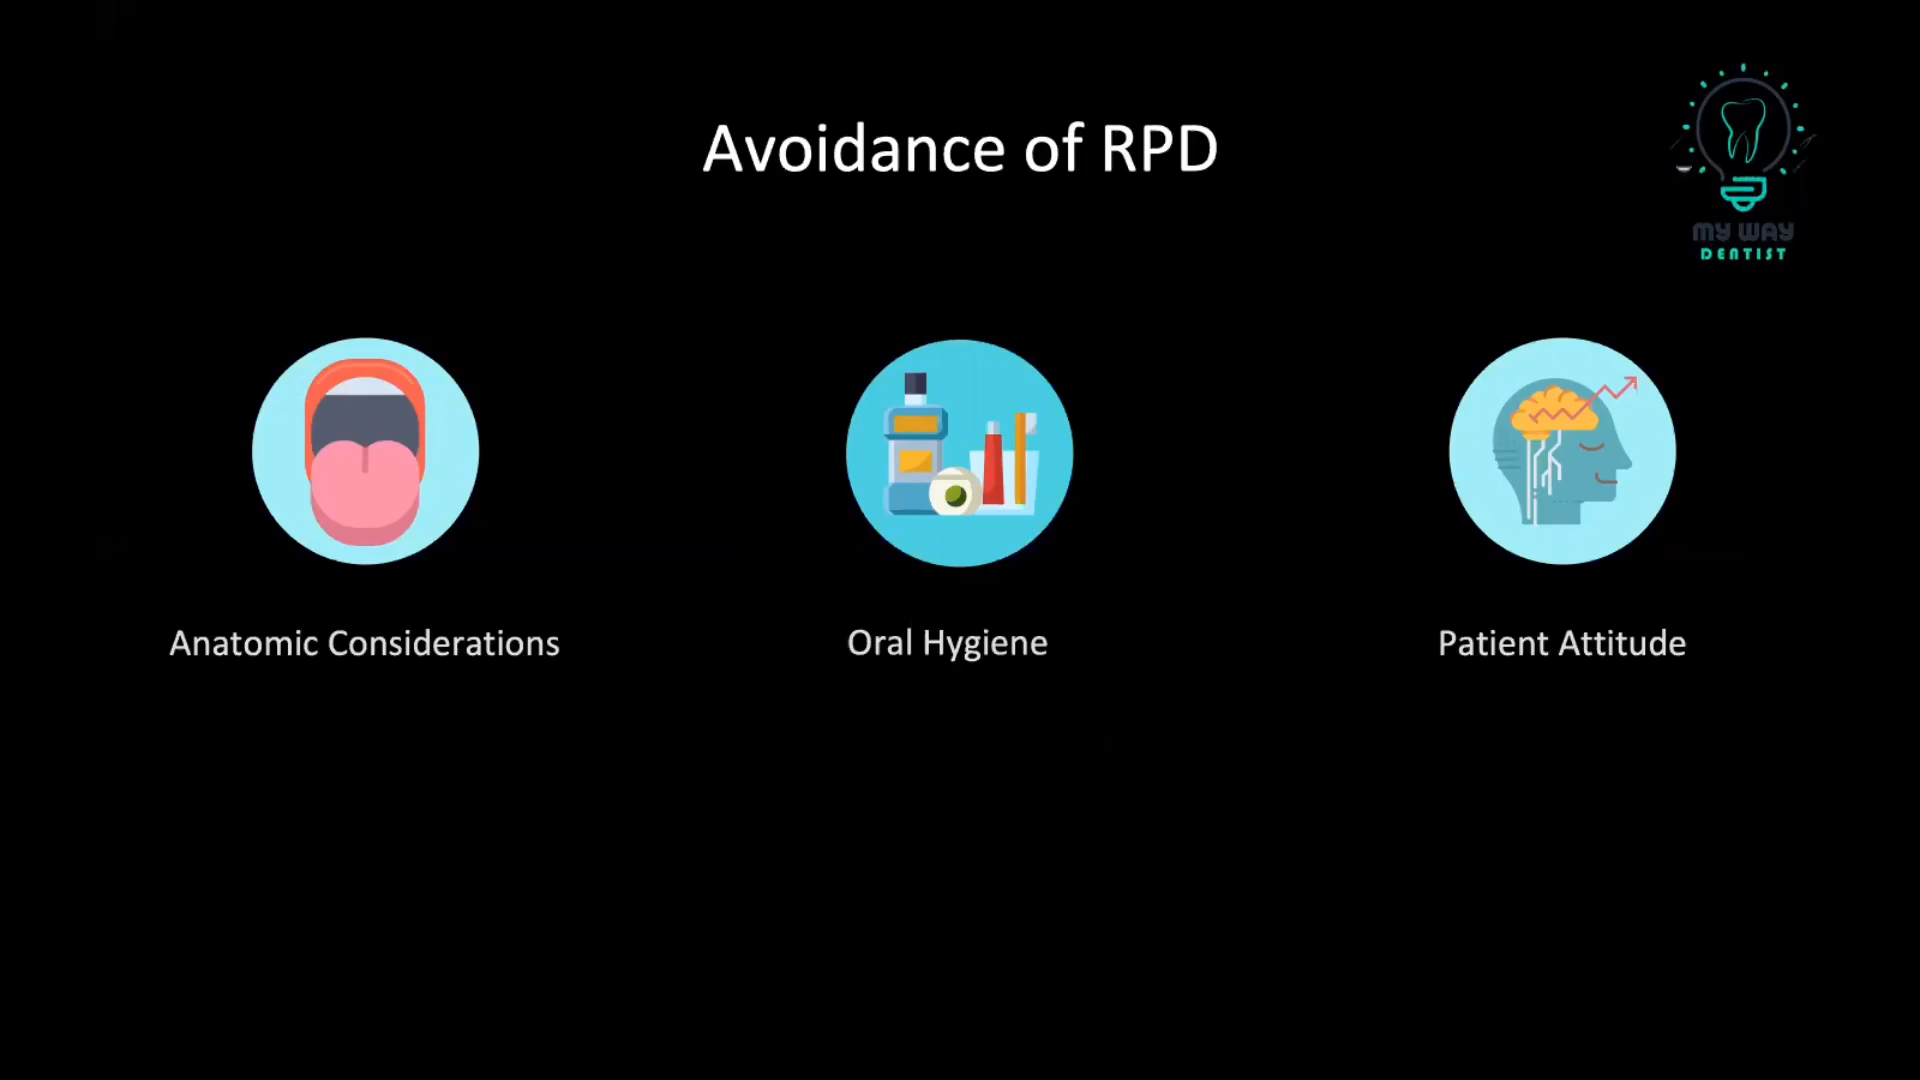 Avoidance of RPD
MY WAY
DENTIST
Anatomic Considerations
Oral Hygiene
Patient Attitude